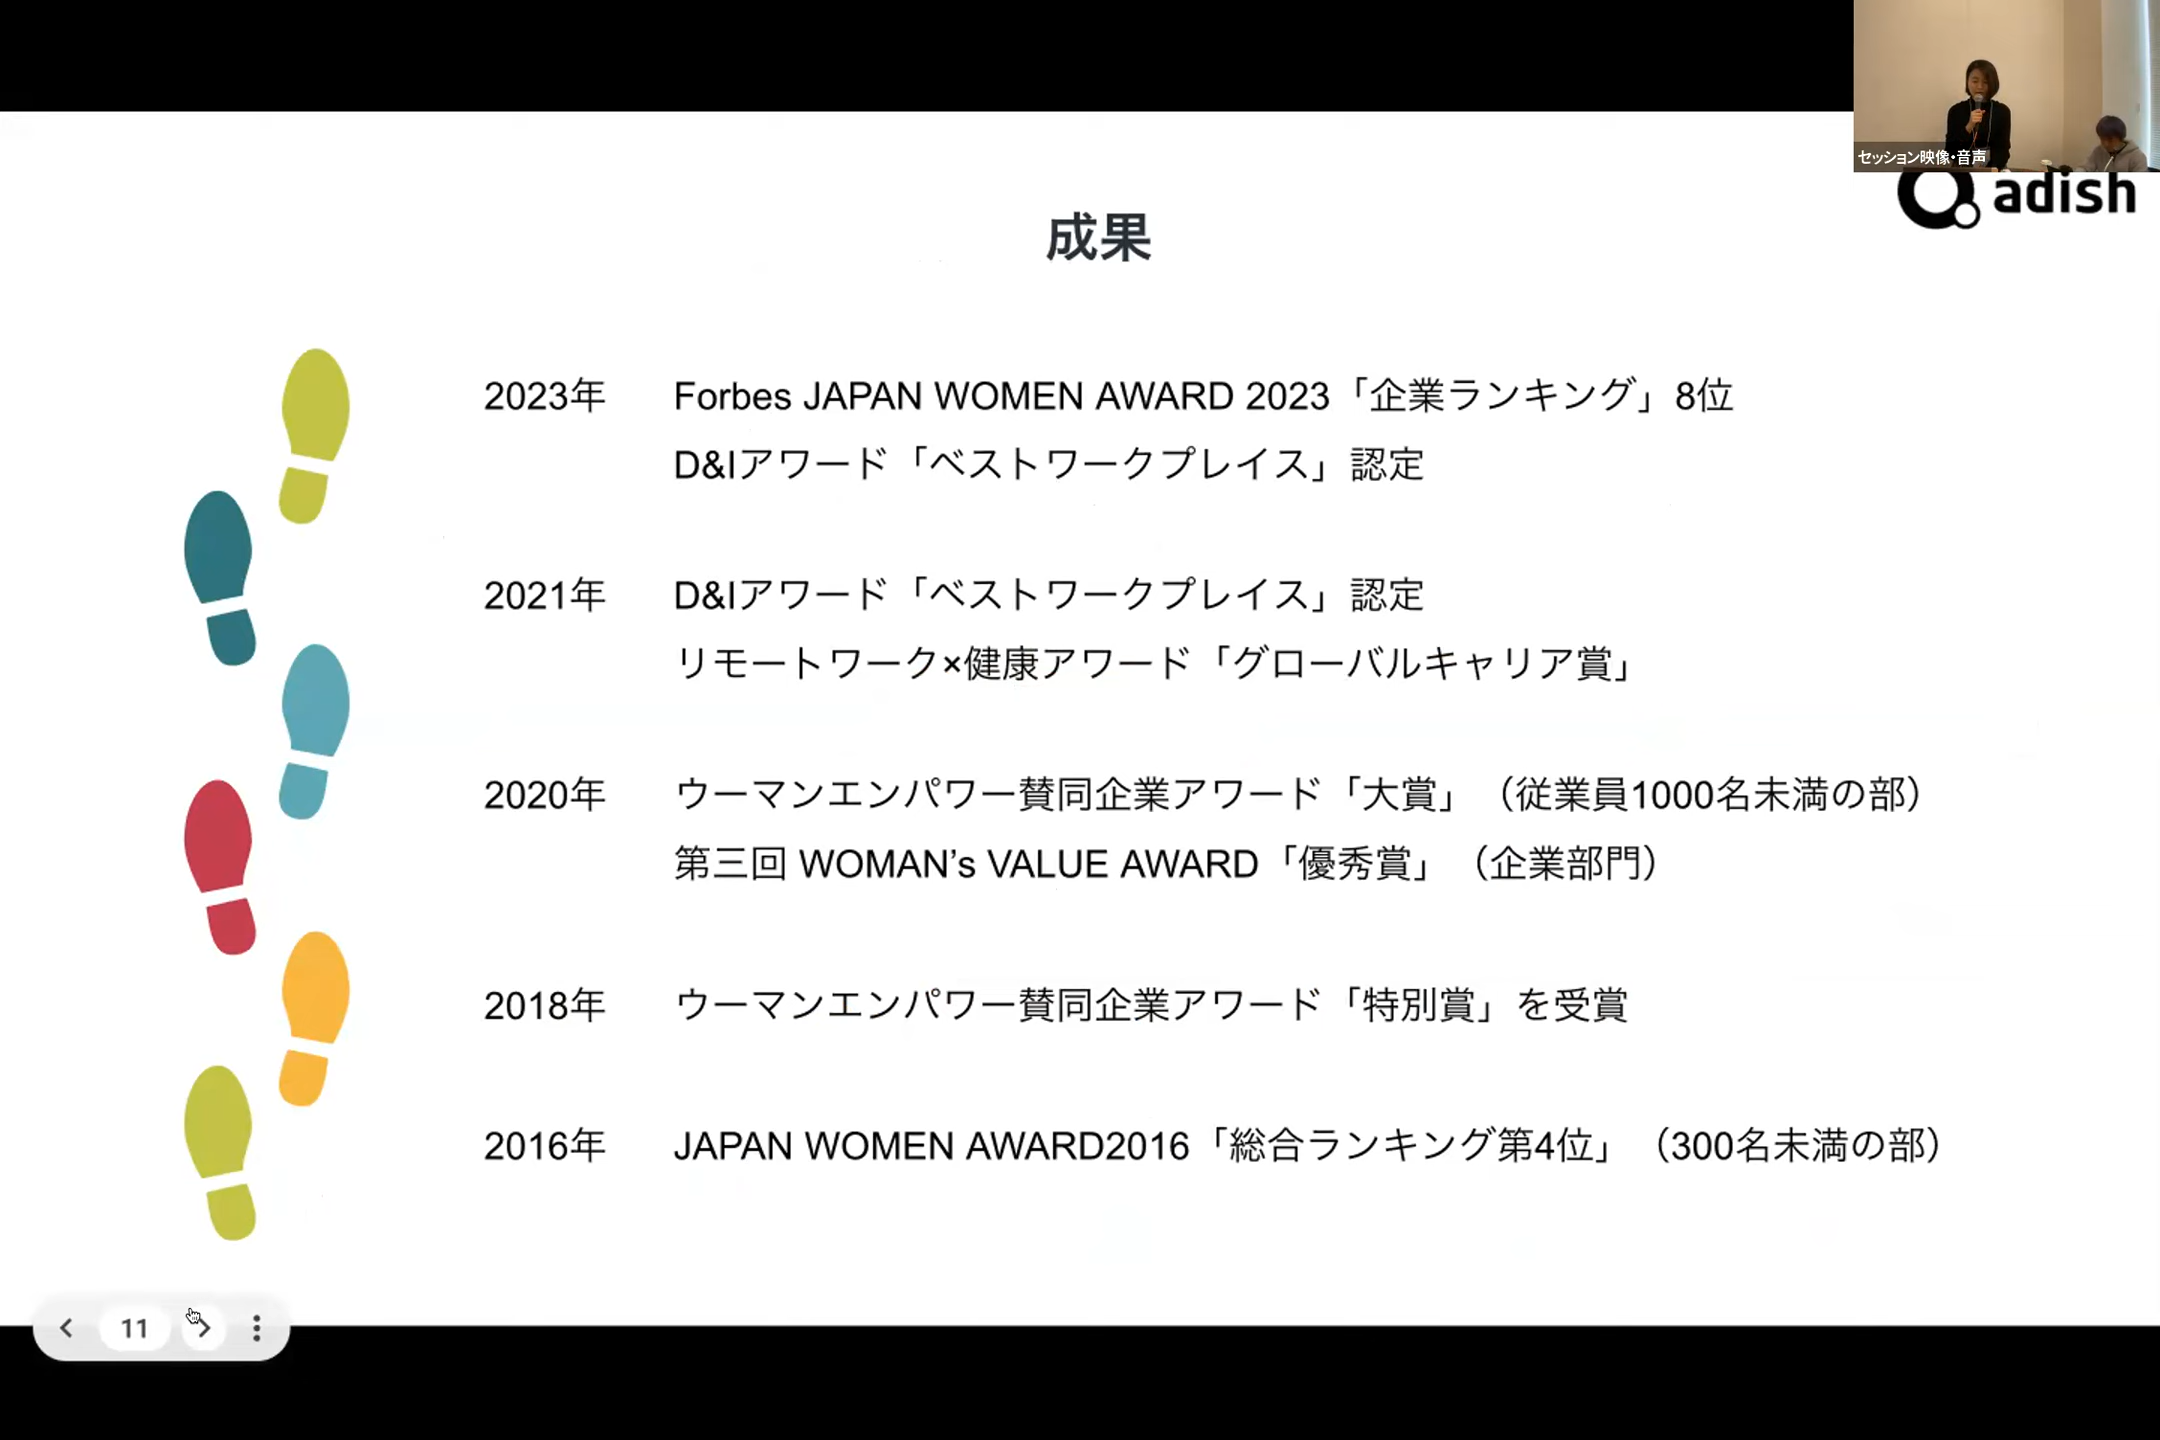 セッション映像・音声
adish
成果
2023年 Forbes JAPAN WOMEN AWARD 2023「企業ランキング」8位
D&Iアワード「ベストワークプレイス」認定
2021年 D&Iアワード「ベストワークプレイス」認定
リモートワーク×健康アワード「グローバルキャリア賞」
2020年 ウーマンエンパワー賛同企業アワード「大賞」（従業員1000名未満の部）
第三回 WOMAN’s VALUE AWARD「優秀賞」（企業部門）
2018年 ウーマンエンパワー賛同企業アワード「特別賞」を受賞
2016年 JAPAN WOMEN AWARD2016「総合ランキング第4位」（300名未満の部）
11